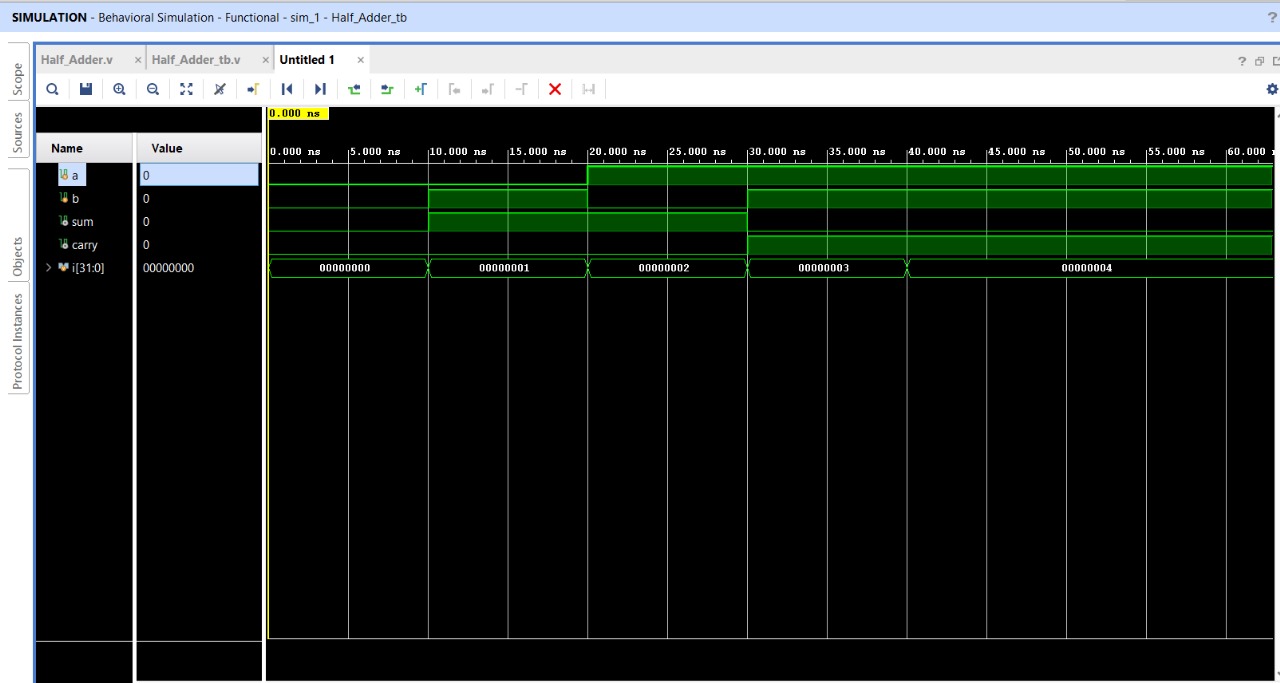 SIMULATION - Behavioral Simulation - Functional - sim_1 - Half_Adder_tb ?
Half_Adder.v × Half_Adder_tb.v × Untitled 1 × ?
Scope
Sources
Objects
Protocol Instances
0.000 ns
Name Value
0.000 ns 5.000 ns 10.000 ns 15.000 ns 20.000 ns 25.000 ns 30.000 ns 35.000 ns 40.000 ns 45.000 ns 50.000 ns 55.000 ns 60.000
a 0
b 0
sum 0
carry 0
i[31:0] 00000000 00000000 00000001 00000002 00000003 00000004